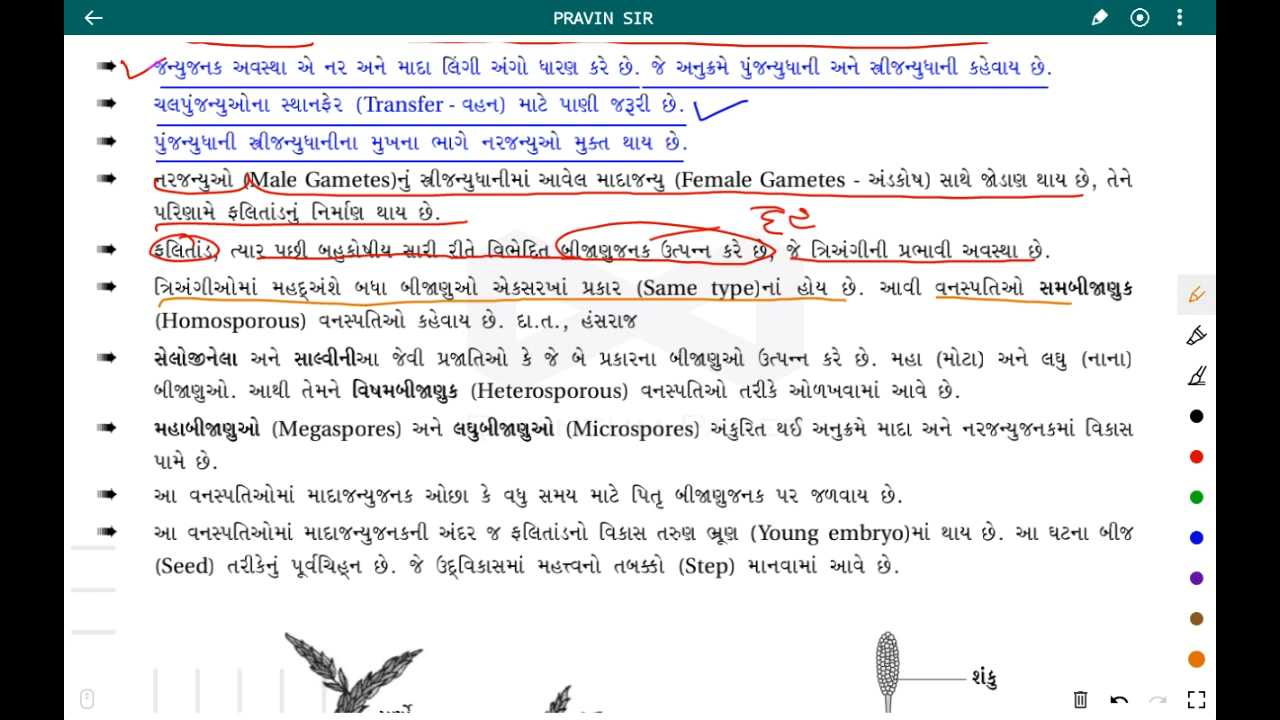 PRAVIN SIR
જન્યુજનક અવસ્થા એ નર અને માદા લિંગી અંગો ધારણ કરે છે. જે અનુક્રમે પુંજન્યુધાની અને સ્ત્રીજન્યુધાની કહેવાય છે.
ચલપુંજન્યુઓના સ્થાનફેર (Transfer - વહન) માટે પાણી જરૂરી છે.
પુંજન્યુધાની સ્ત્રીજન્યુધાનીના મુખના ભાગે નરજન્યુઓ મુક્ત થાય છે.
નરજન્યુઓ (Male Gametes)નું સ્ત્રીજન્યુધાનીમાં આવેલ માદાજન્યુ (Female Gametes - અંડકોષ) સાથે જોડાણ થાય છે, તેને
પરિણામે ફલિતાંડનું નિર્માણ થાય છે.
ફલિતાંડ, ત્યાર પછી બહુકોષીય સારી રીતે વિભેદિત બીજાણુજનક ઉત્પન્ન કરે છે, જે ત્રિઅંગીની પ્રભાવી અવસ્થા છે.
ત્રિઅંગીઓમાં મહદ્અંશે બધા બીજાણુઓ એકસરખાં પ્રકાર (Same type)નાં હોય છે. આવી વનસ્પતિઓ સમબીજાણુક
(Homosporous) વનસ્પતિઓ કહેવાય છે. દા.ત., હંસરાજ
સેલોજીનેલા અને સાલ્વીનીઆ જેવી પ્રજાતિઓ કે જે બે પ્રકારના બીજાણુઓ ઉત્પન્ન કરે છે. મહા (મોટા) અને લઘુ (નાના)
બીજાણુઓ. આથી તેમને વિષમબીજાણુક (Heterosporous) વનસ્પતિઓ તરીકે ઓળખવામાં આવે છે.
મહાબીજાણુઓ (Megaspores) અને લઘુબીજાણુઓ (Microspores) અંકુરિત થઈ અનુક્રમે માદા અને નરજન્યુજનકમાં વિકાસ
પામે છે.
આ વનસ્પતિઓમાં માદાજન્યુજનક ઓછા કે વધુ સમય માટે પિતૃ બીજાણુજનક પર જળવાય છે.
આ વનસ્પતિઓમાં માદાજન્યુજનકની અંદર જ ફલિતાંડનો વિકાસ તરુણ ભ્રૂણ (Young embryo)માં થાય છે. આ ઘટના બીજ
(Seed) તરીકેનું પૂર્વચિહ્ન છે. જે ઉદ્વિકાસમાં મહત્ત્વનો તબક્કો (Step) માનવામાં આવે છે.
શંકુ